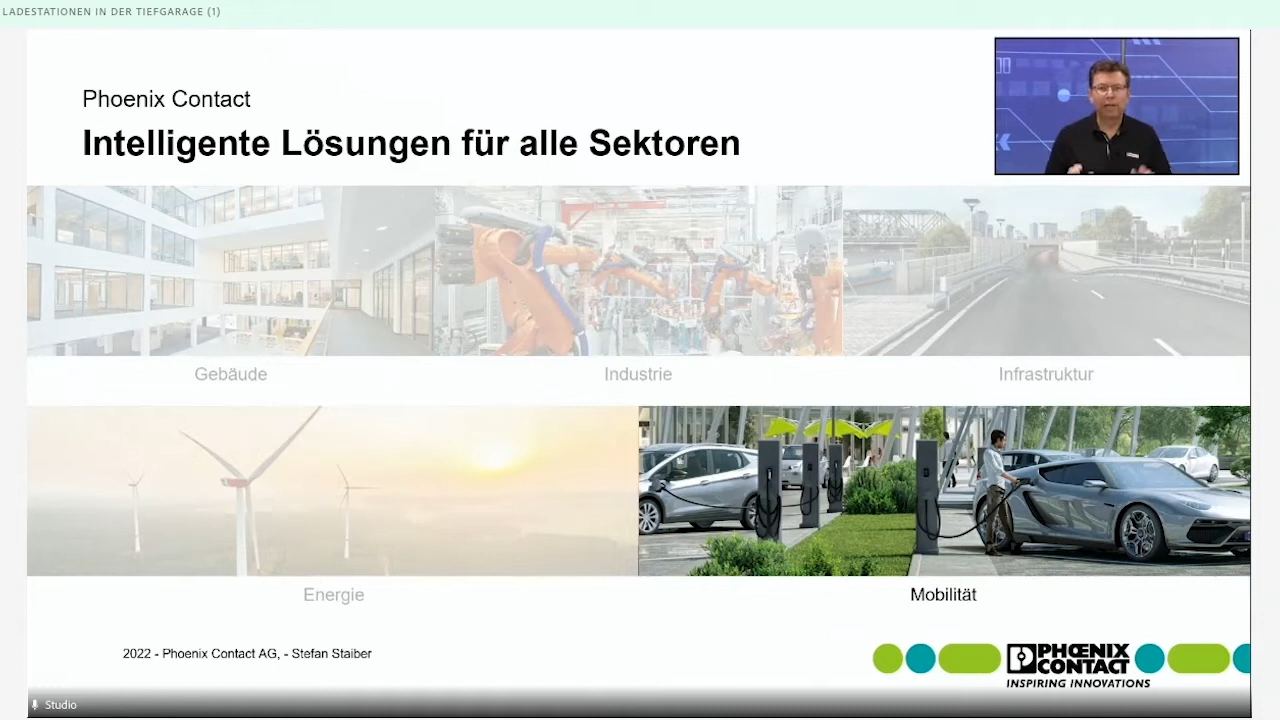 LADESTATIONEN IN DER TIEFGARAGE (1)
Phoenix Contact
Intelligente Lösungen für alle Sektoren
Gebäude
Industrie
Infrastruktur
Energie
Mobilität
2022 - Phoenix Contact AG, - Stefan Staiber
PHŒNIX
CONTACT
INSPIRING INNOVATIONS
Studio